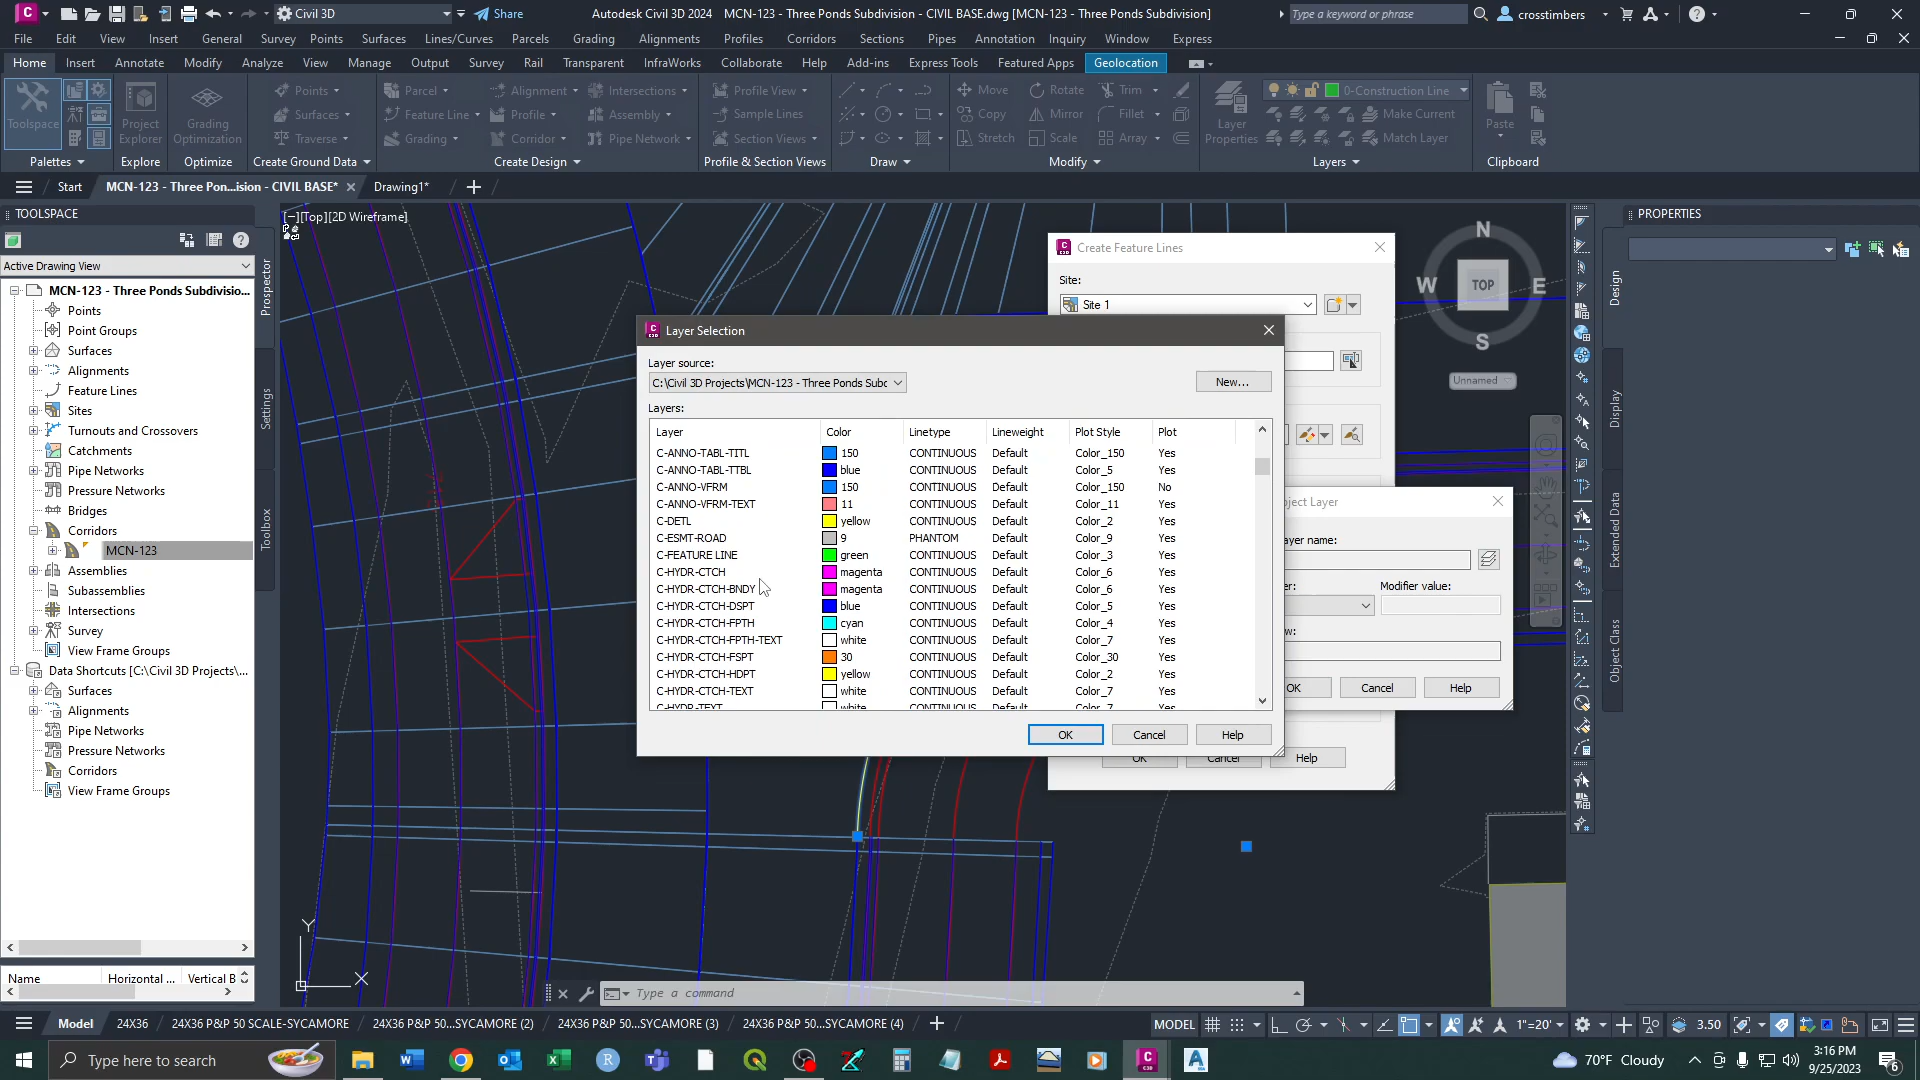 Civil 3D
Share
Autodesk Civil 3D 2024
MCN-123 - Three Ponds Subdivision - CIVIL BASE.dwg [MCN-123 - Three Ponds Subdivision]
Type a keyword or phrase
crosstimbers
File Edit View Insert General Survey Points Surfaces Lines/Curves Parcels Grading Alignments Profiles Corridors Sections Pipes Annotation Inquiry Window Express
Home Insert Annotate Modify Analyze View Manage Output Survey Rail Transparent InfraWorks Collaborate Help Add-ins Express Tools Featured Apps Geolocation
Points Parcel Alignment Intersections Profile View Move Rotate Trim 0-Construction Line
Toolspace Project Explorer Grading Optimization Surfaces Feature Line Profile Assembly Sample Lines Copy Mirror Fillet Layer Properties Make Current Paste
Traverse Grading Corridor Pipe Network Section Views Stretch Scale Array Match Layer
Palettes Explore Optimize Create Ground Data Create Design Profile & Section Views Draw Modify Layers Clipboard
Start MCN-123 - Three Pon...ision - CIVIL BASE* Drawing1*
TOOLSPACE
[−][Top][2D Wireframe]
PROPERTIES
Active Drawing View
MCN-123 - Three Ponds Subdivisio...
Points
Point Groups
Surfaces
Alignments
Feature Lines
Sites
Turnouts and Crossovers
Catchments
Pipe Networks
Pressure Networks
Bridges
Corridors
MCN-123
Assemblies
Subassemblies
Intersections
Survey
View Frame Groups
Data Shortcuts [C:\Civil 3D Projects\...
Surfaces
Alignments
Pipe Networks
Pressure Networks
Corridors
View Frame Groups
Name Horizontal ... Vertical B
Prospector
Settings
Survey
Toolbox
Create Feature Lines
Site:
Site 1
Layer Selection
Layer source:
C:\Civil 3D Projects\MCN-123 - Three Ponds Subc
New...
Layers:
Layer Color Linetype Lineweight Plot Style Plot
C-ANNO-TABL-TITL 150 CONTINUOUS Default Color_150 Yes
C-ANNO-TABL-TTBL blue CONTINUOUS Default Color_5 Yes
C-ANNO-VFRM 150 CONTINUOUS Default Color_150 No
C-ANNO-VFRM-TEXT 11 CONTINUOUS Default Color_11 Yes
C-DETL yellow CONTINUOUS Default Color_2 Yes
C-ESMT-ROAD 9 PHANTOM Default Color_9 Yes
C-FEATURE LINE green CONTINUOUS Default Color_3 Yes
C-HYDR-CTCH magenta CONTINUOUS Default Color_6 Yes
C-HYDR-CTCH-BNDY magenta CONTINUOUS Default Color_6 Yes
C-HYDR-CTCH-DSPT blue CONTINUOUS Default Color_5 Yes
C-HYDR-CTCH-FPTH cyan CONTINUOUS Default Color_4 Yes
C-HYDR-CTCH-FPTH-TEXT white CONTINUOUS Default Color_7 Yes
C-HYDR-CTCH-FSPT 30 CONTINUOUS Default Color_30 Yes
C-HYDR-CTCH-HDPT yellow CONTINUOUS Default Color_2 Yes
C-HYDR-CTCH-TEXT white CONTINUOUS Default Color_7 Yes
C-HYDR-TEXT white CONTINUOUS Default Color_7 Yes
OK Cancel Help
ject Layer
ayer name:
er: Modifier value:
w:
OK Cancel Help
OK Cancel Help
N
W TOP E
S
Unnamed
Design
Display
Extended Data
Object Class
Y
X
Type a command
Model 24X36 24X36 P&P 50 SCALE-SYCAMORE 24X36 P&P 50...SYCAMORE (2) 24X36 P&P 50...SYCAMORE (3) 24X36 P&P 50...SYCAMORE (4)
MODEL 1"=20' 3.50
Type here to search
70°F Cloudy
3:16 PM
9/25/2023
6